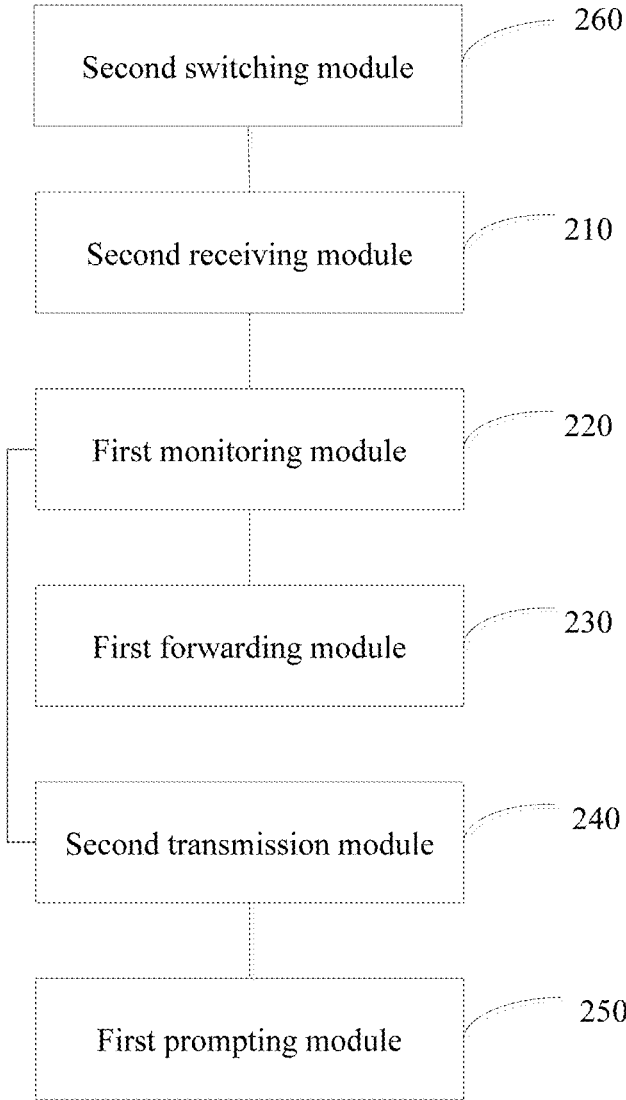 260
Second switching module
210
Second receiving module
220
First monitoring module
230
First forwarding module
240
Second transmission module
250
First prompting module